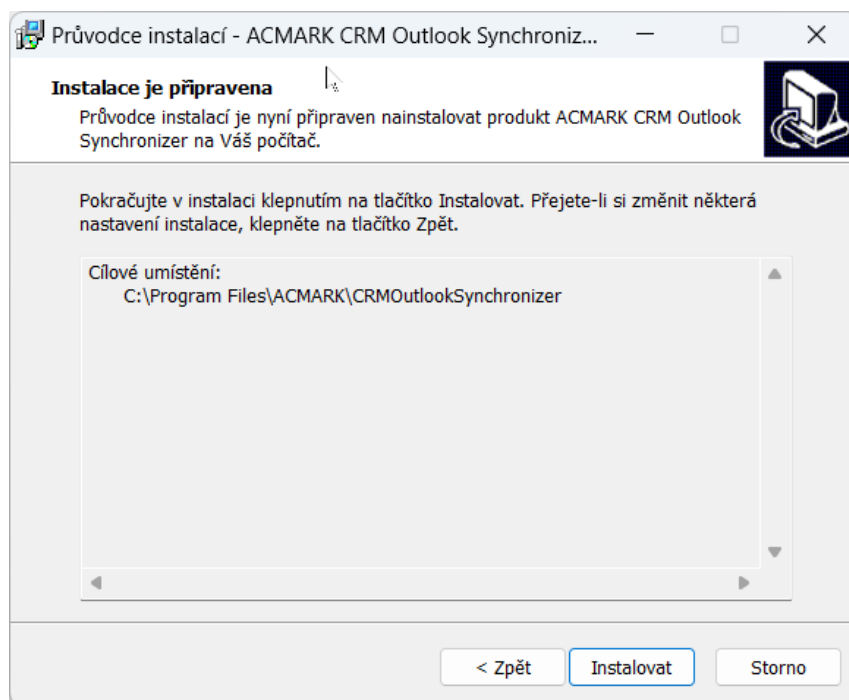 Průvodce instalací - ACMARK CRM Outlook Synchroniz...
Instalace je připravena
Průvodce instalací je nyní připraven nainstalovat produkt ACMARK CRM Outlook
Synchronizer na Váš počítač.
Pokračujte v instalaci klepnutím na tlačítko Instalovat. Přejete-li si změnit některá
nastavení instalace, klepněte na tlačítko Zpět.
Cílové umístění:
C:\Program Files\ACMARK\CRMOutlookSynchronizer
< Zpět
Instalovat
Storno